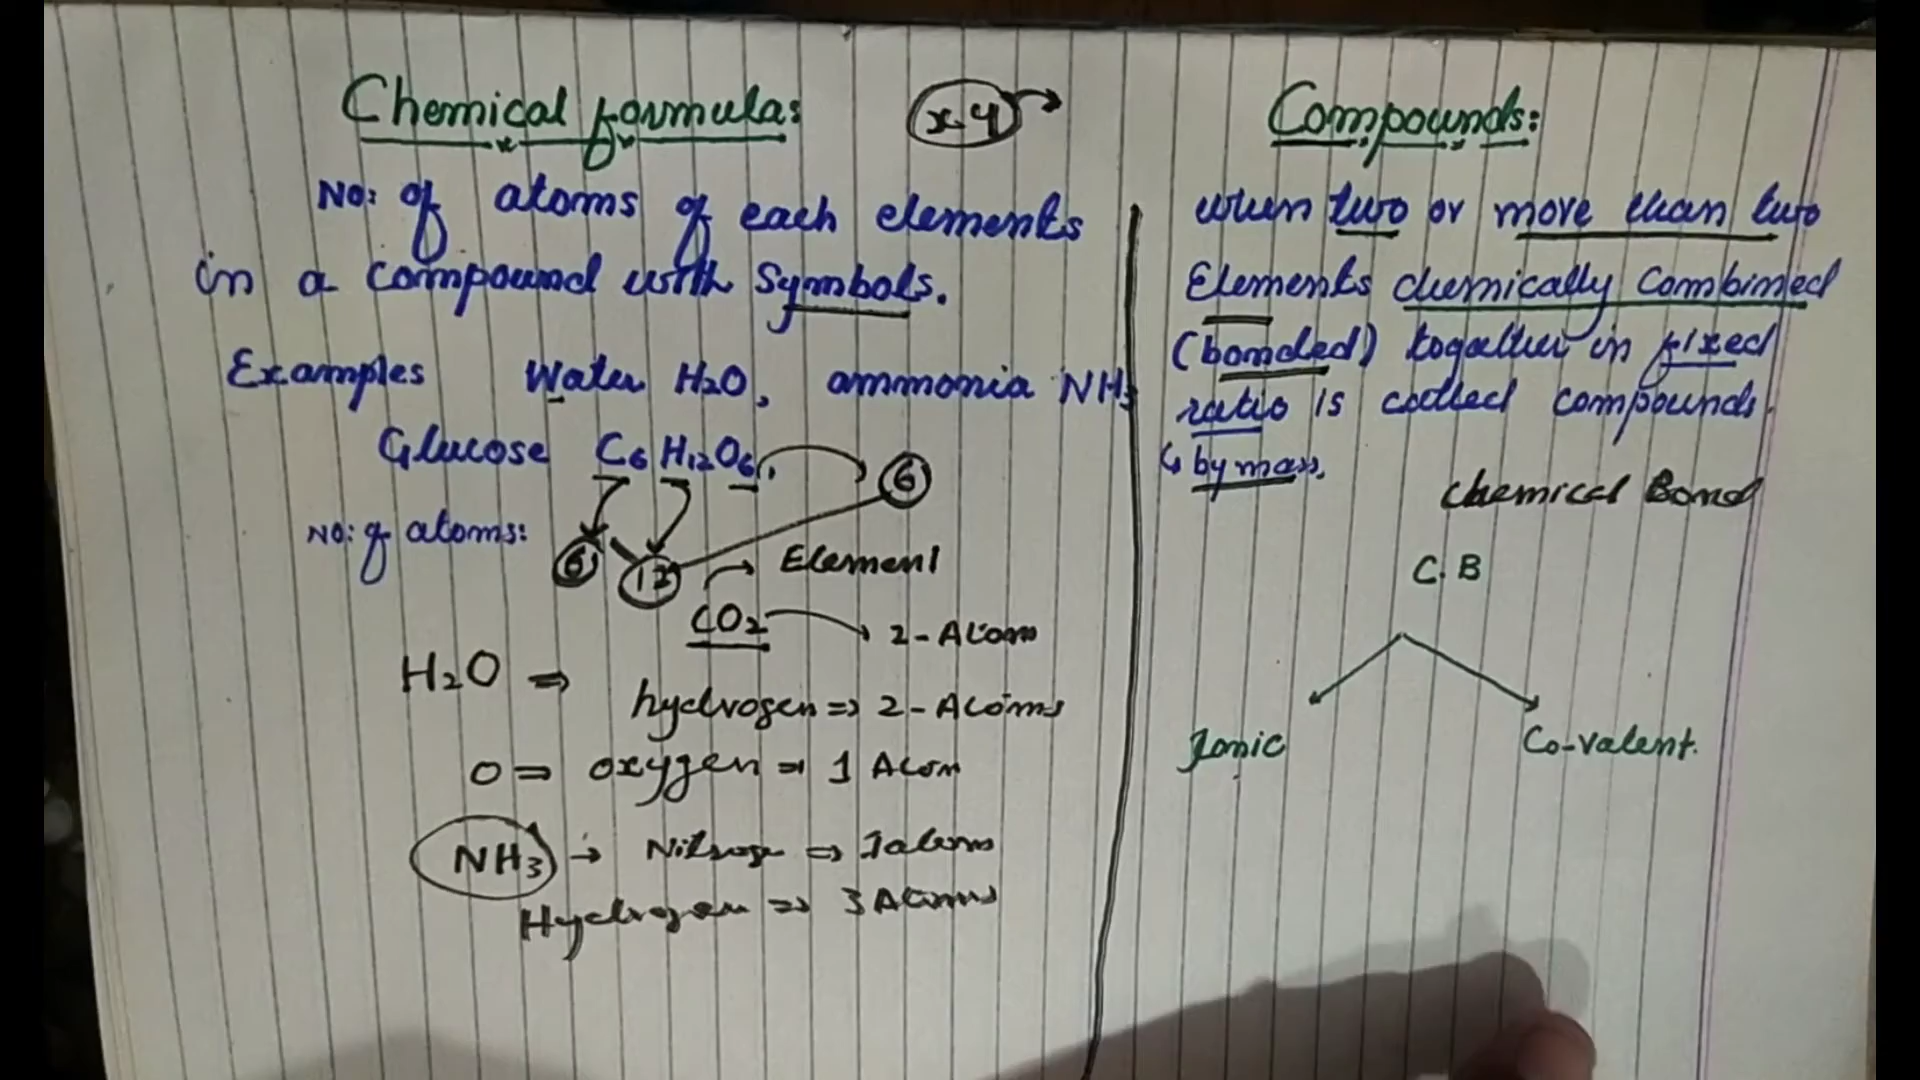 Chemical formula:
x-y
No: of atoms of each elements
in a compound with symbols.
Examples Water H2O, ammonia NH3
Glucose C6 H12O6,
6
No: of atoms:
6 12
Element
CO2
2-Atom
H2O ⇒
hydrogen ⇒ 2-Atoms
O ⇒ oxygen ⇒ 1 Atom
NH3 → Nitrogen ⇒ 1 atoms
Hydrogen ⇒ 3 Atoms
Compounds:
when two or more than two
Elements chemically combined
(bonded) together in fixed
ratio is called compounds.
↳ by mass.
chemical Bond
C.B
Ionic Co-valent.